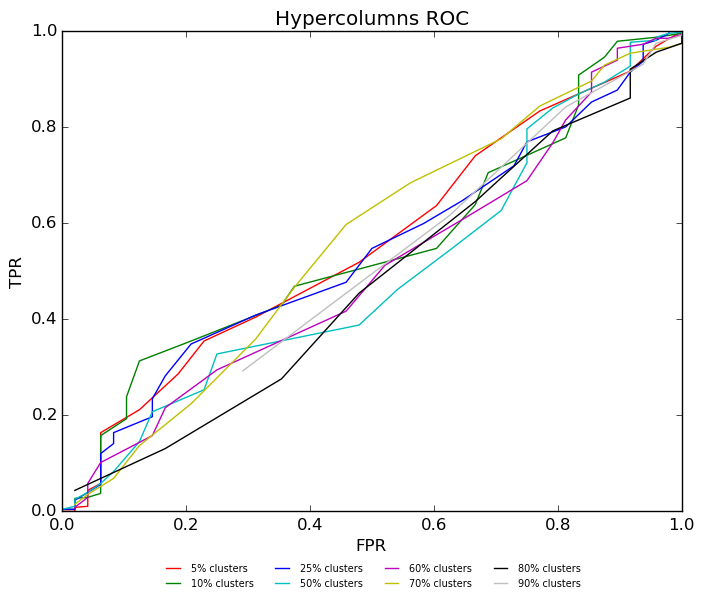 Hypercolumns ROC
1.0
0.8
0.6
0.4
0.2
0.0
TPR
0.0 0.2 0.4 0.6 0.8 1.0
FPR
5% clusters 25% clusters 60% clusters 80% clusters
10% clusters 50% clusters 70% clusters 90% clusters